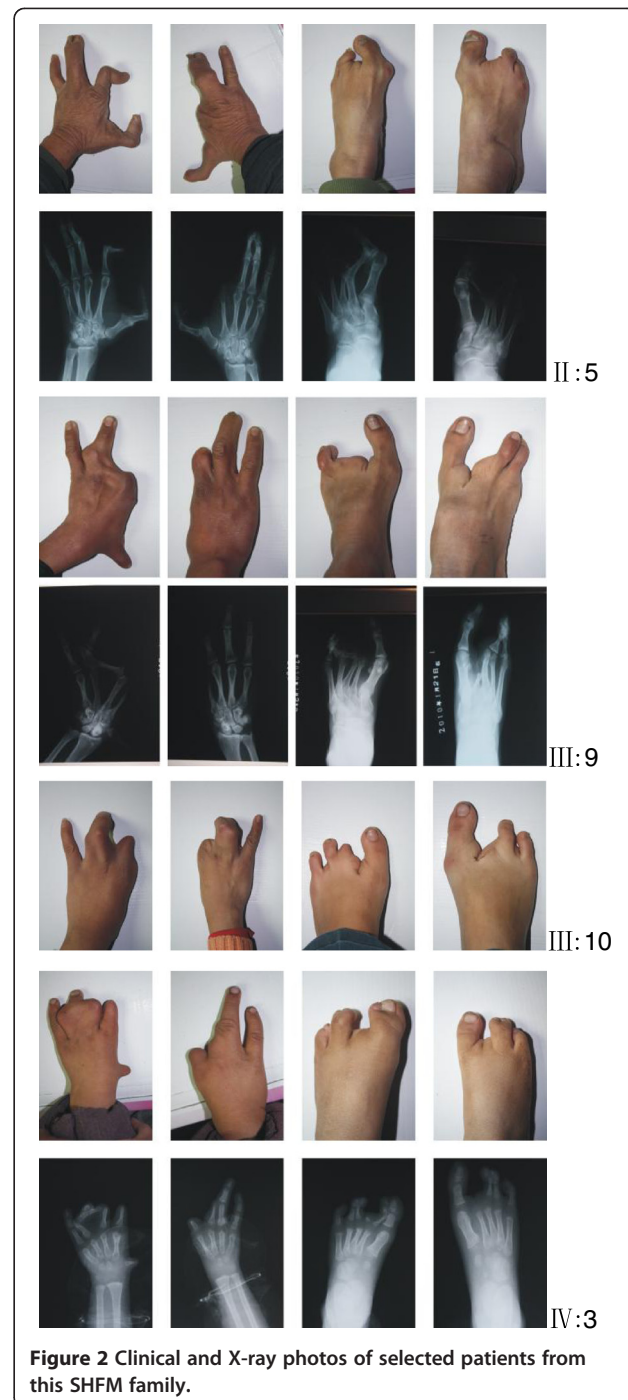 II:5
III:9
2010
III:10
IV:3
Figure 2 Clinical and X-ray photos of selected patients from
this SHFM family.